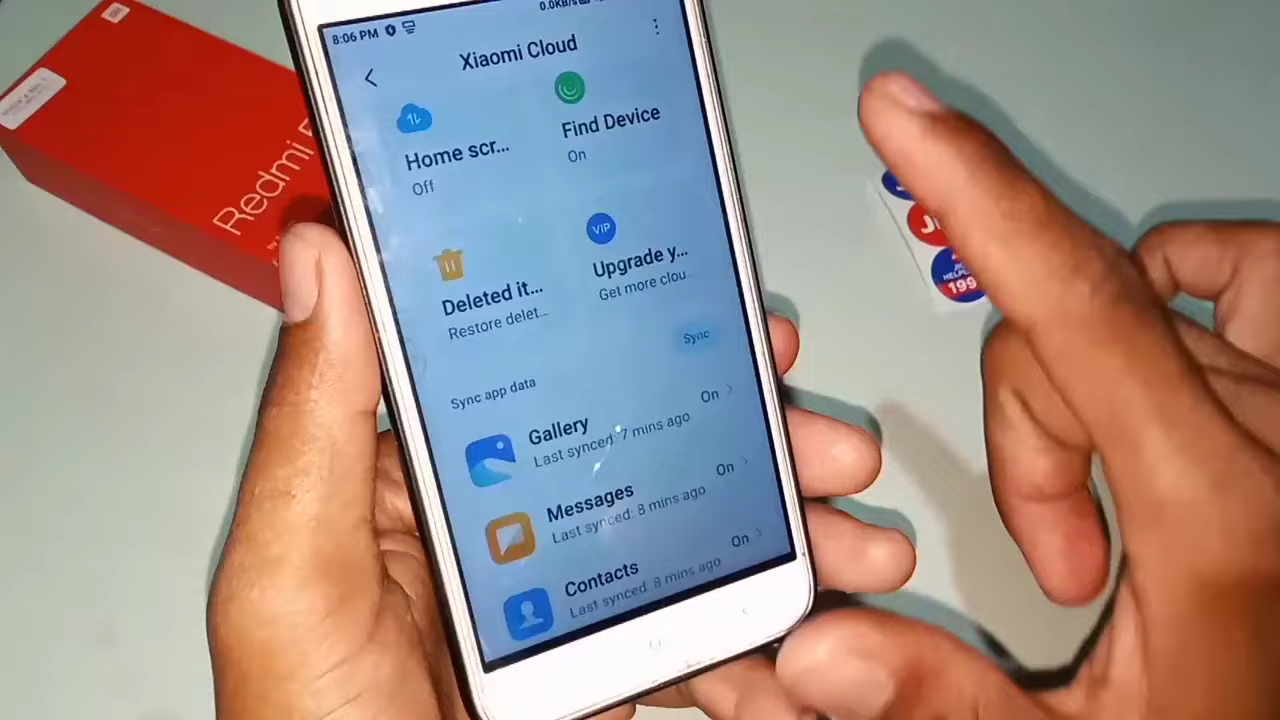 8:06 PM
0.0KB/s
Xiaomi Cloud
Home scr...
Off
Find Device
On
Deleted it...
Restore delet...
VIP
Upgrade y...
Get more clou...
Sync
Sync app data
Gallery
Last synced: 7 mins ago
On
Messages
Last synced: 8 mins ago
On
Contacts
Last synced: 8 mins ago
On
Redmi
199